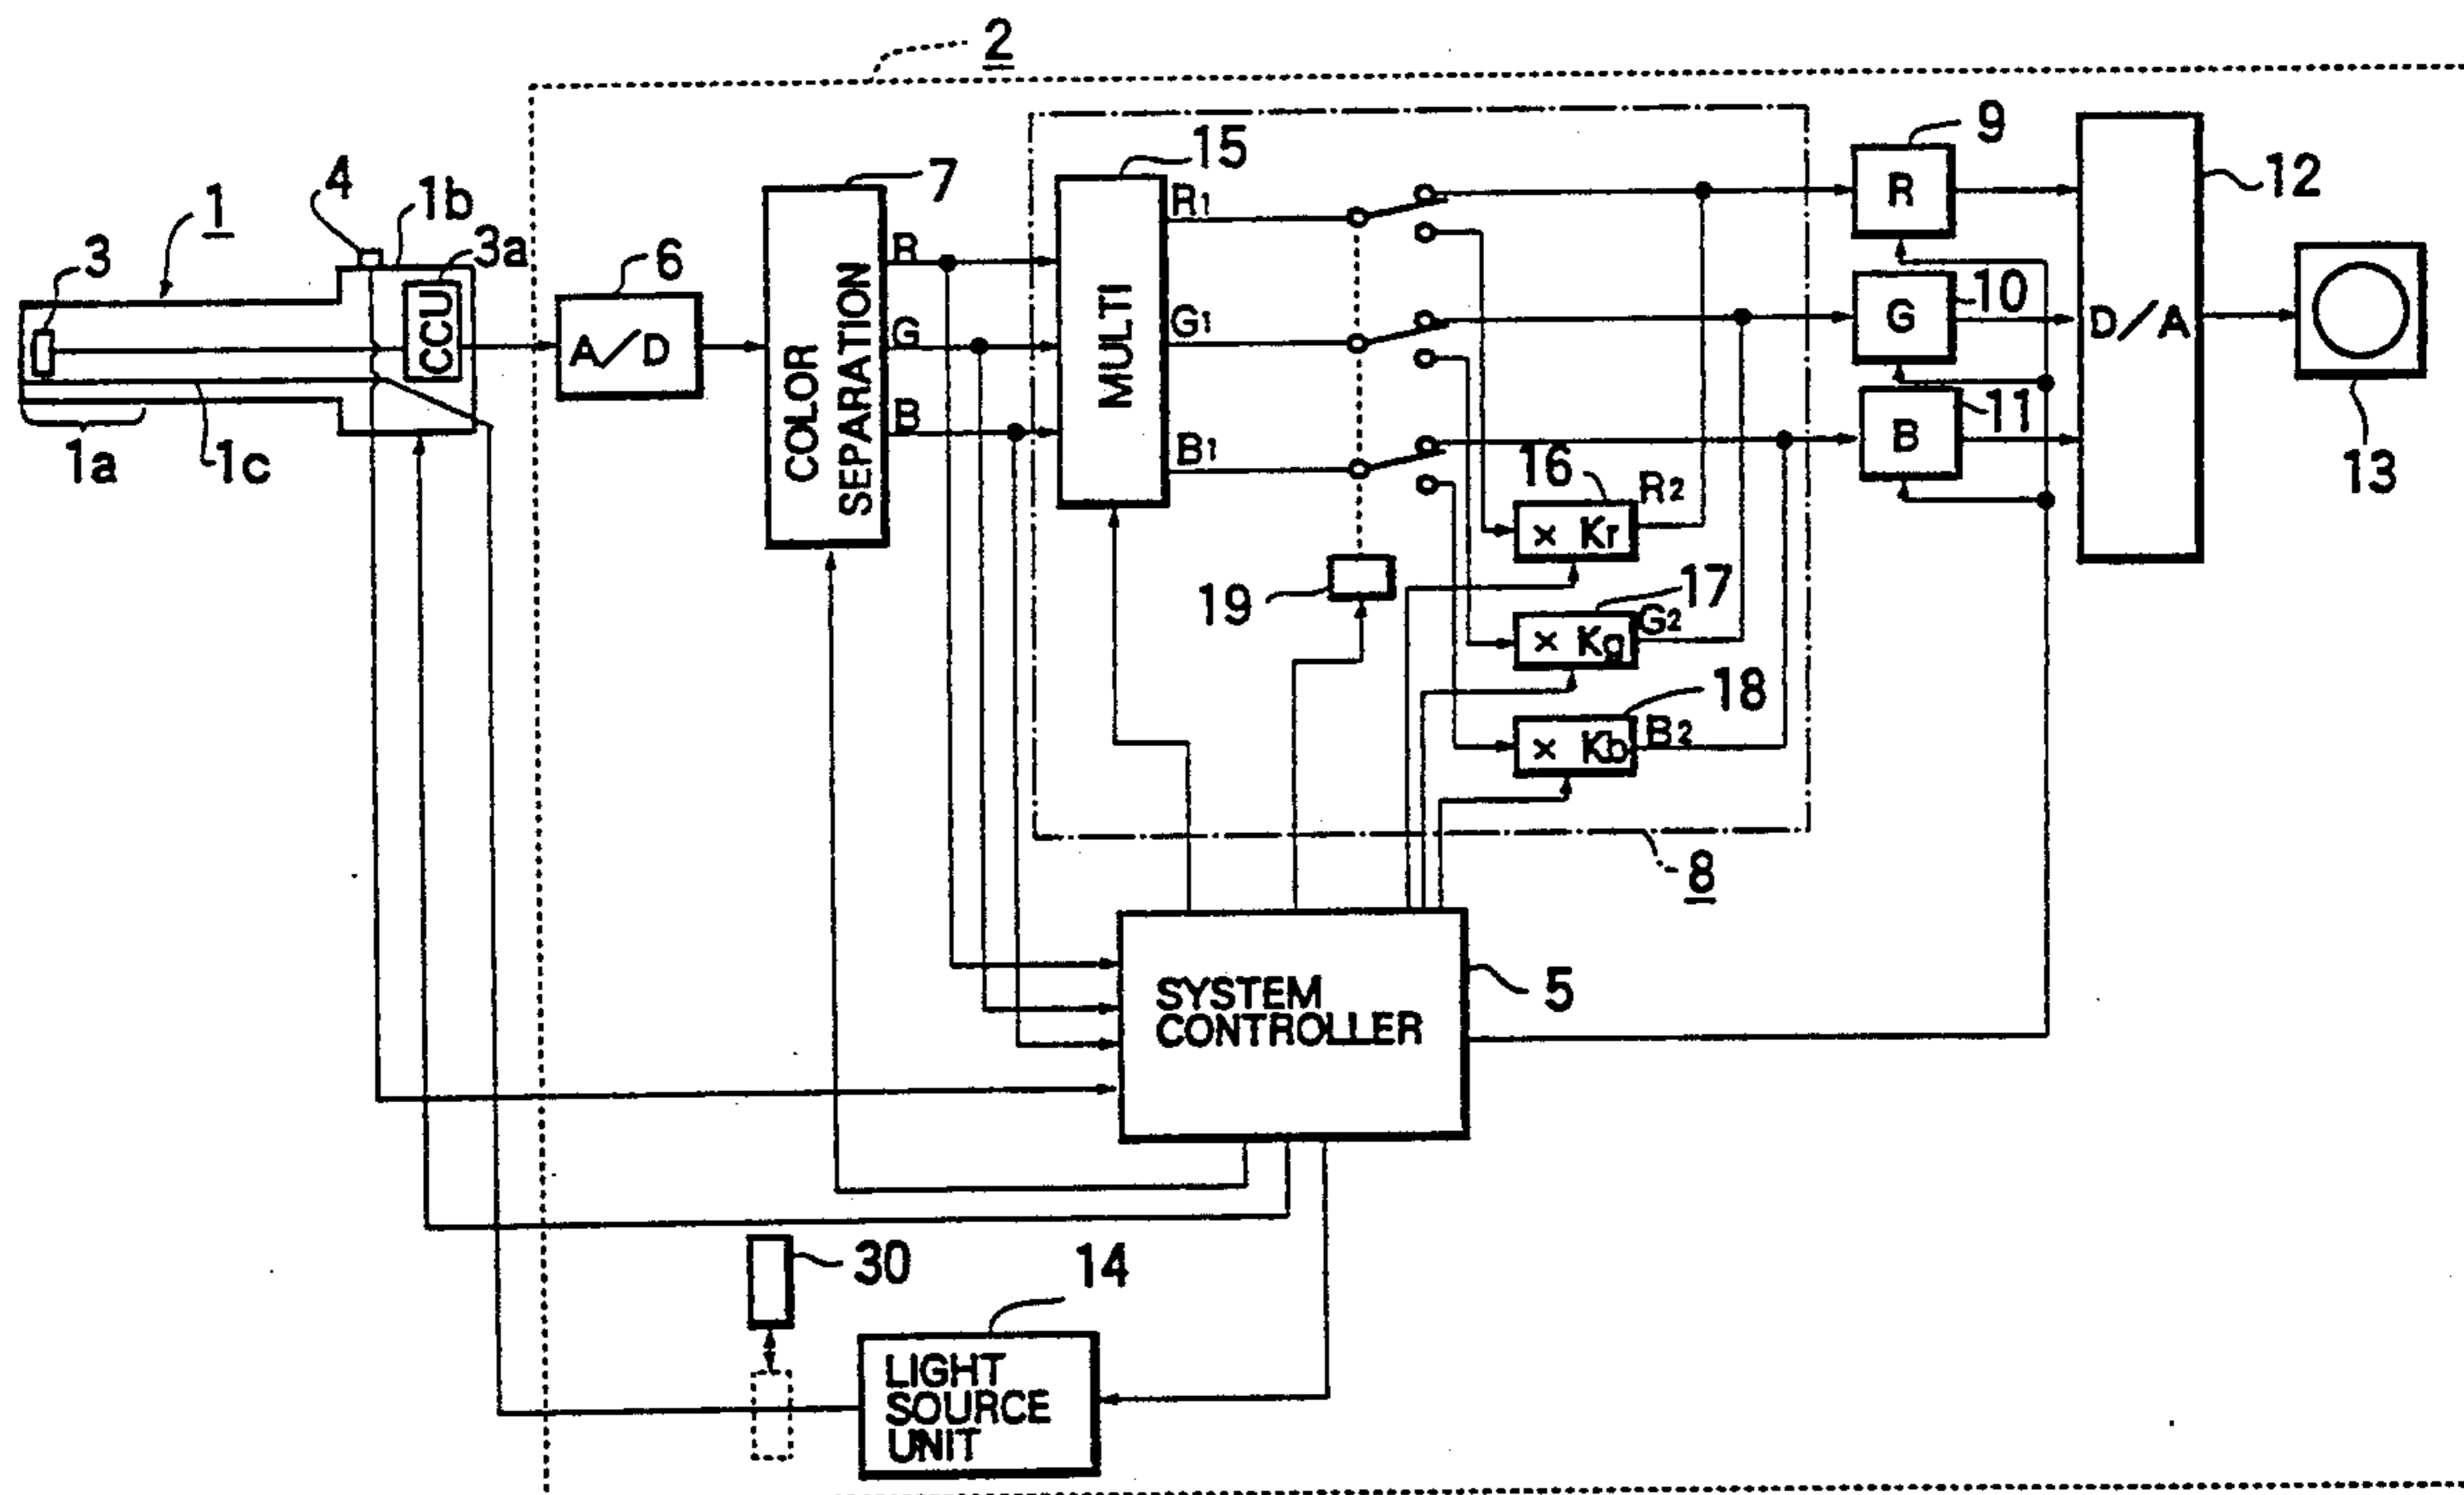 2
1
4
1b
3a
3
CCU
1a
1c
6
A/D
7
COLOR
SEPARATION
R
G
B
15
MULTI
R1
G1
B1
19
16
× Kr
R2
17
× Kg
G2
18
× Kb
B2
8
9
R
10
G
11
B
12
D/A
13
SYSTEM
CONTROLLER
5
30
14
LIGHT
SOURCE
UNIT